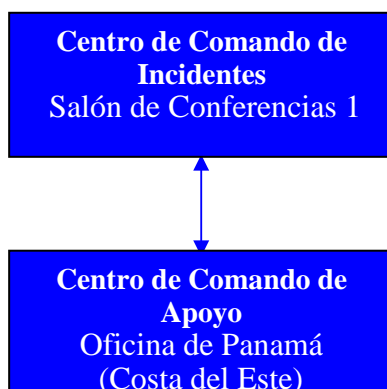 Centro de Comando de
Incidentes
Salón de Conferencias 1
Centro de Comando de
Apoyo
Oficina de Panamá
(Costa del Este)